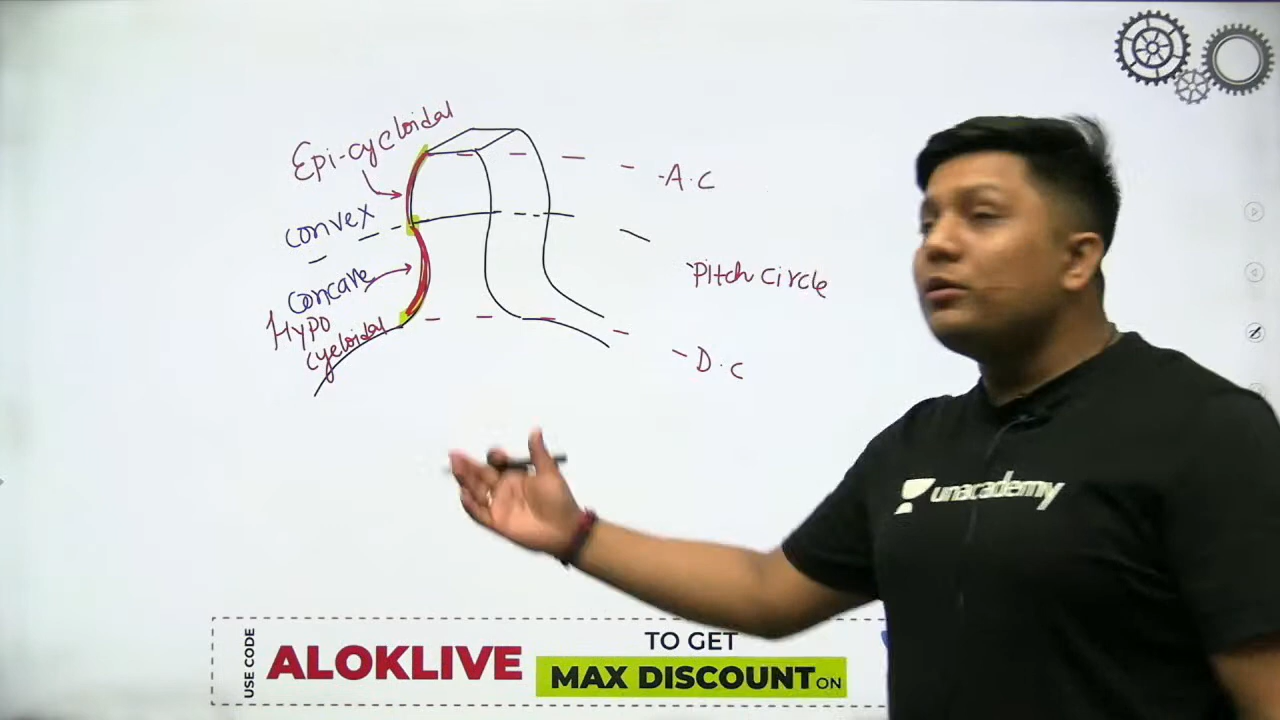 Epi-cycloidal
convex
concave
Hypo
cycloidal
A.C
Pitch Circle
D.C
unacademy
USE CODE
ALOKLIVE
TO GET
MAX DISCOUNT ON